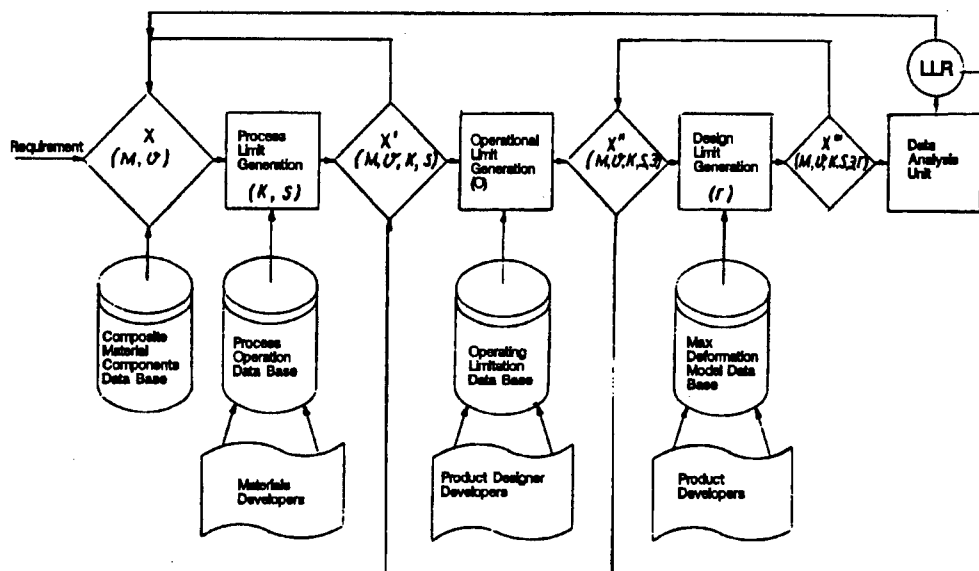 LLR
Requirement
X
(M, U)
Process
Limit
Generation
(K, S)
X'
(M, U, K, S)
Operational
Limit
Generation
(O)
X"
(M,U,K,S,Э)
Design Limit
Generation
(Г)
X"'
(M,U,K,S,Э,Г)
Data
Analysis
Unit
Composite
Material
Components
Data Base
Process
Operation
Data Base
Operating
Limitation
Data Base
Max
Deformation
Model Data
Base
Materials
Developers
Product Designer
Developers
Product
Developers